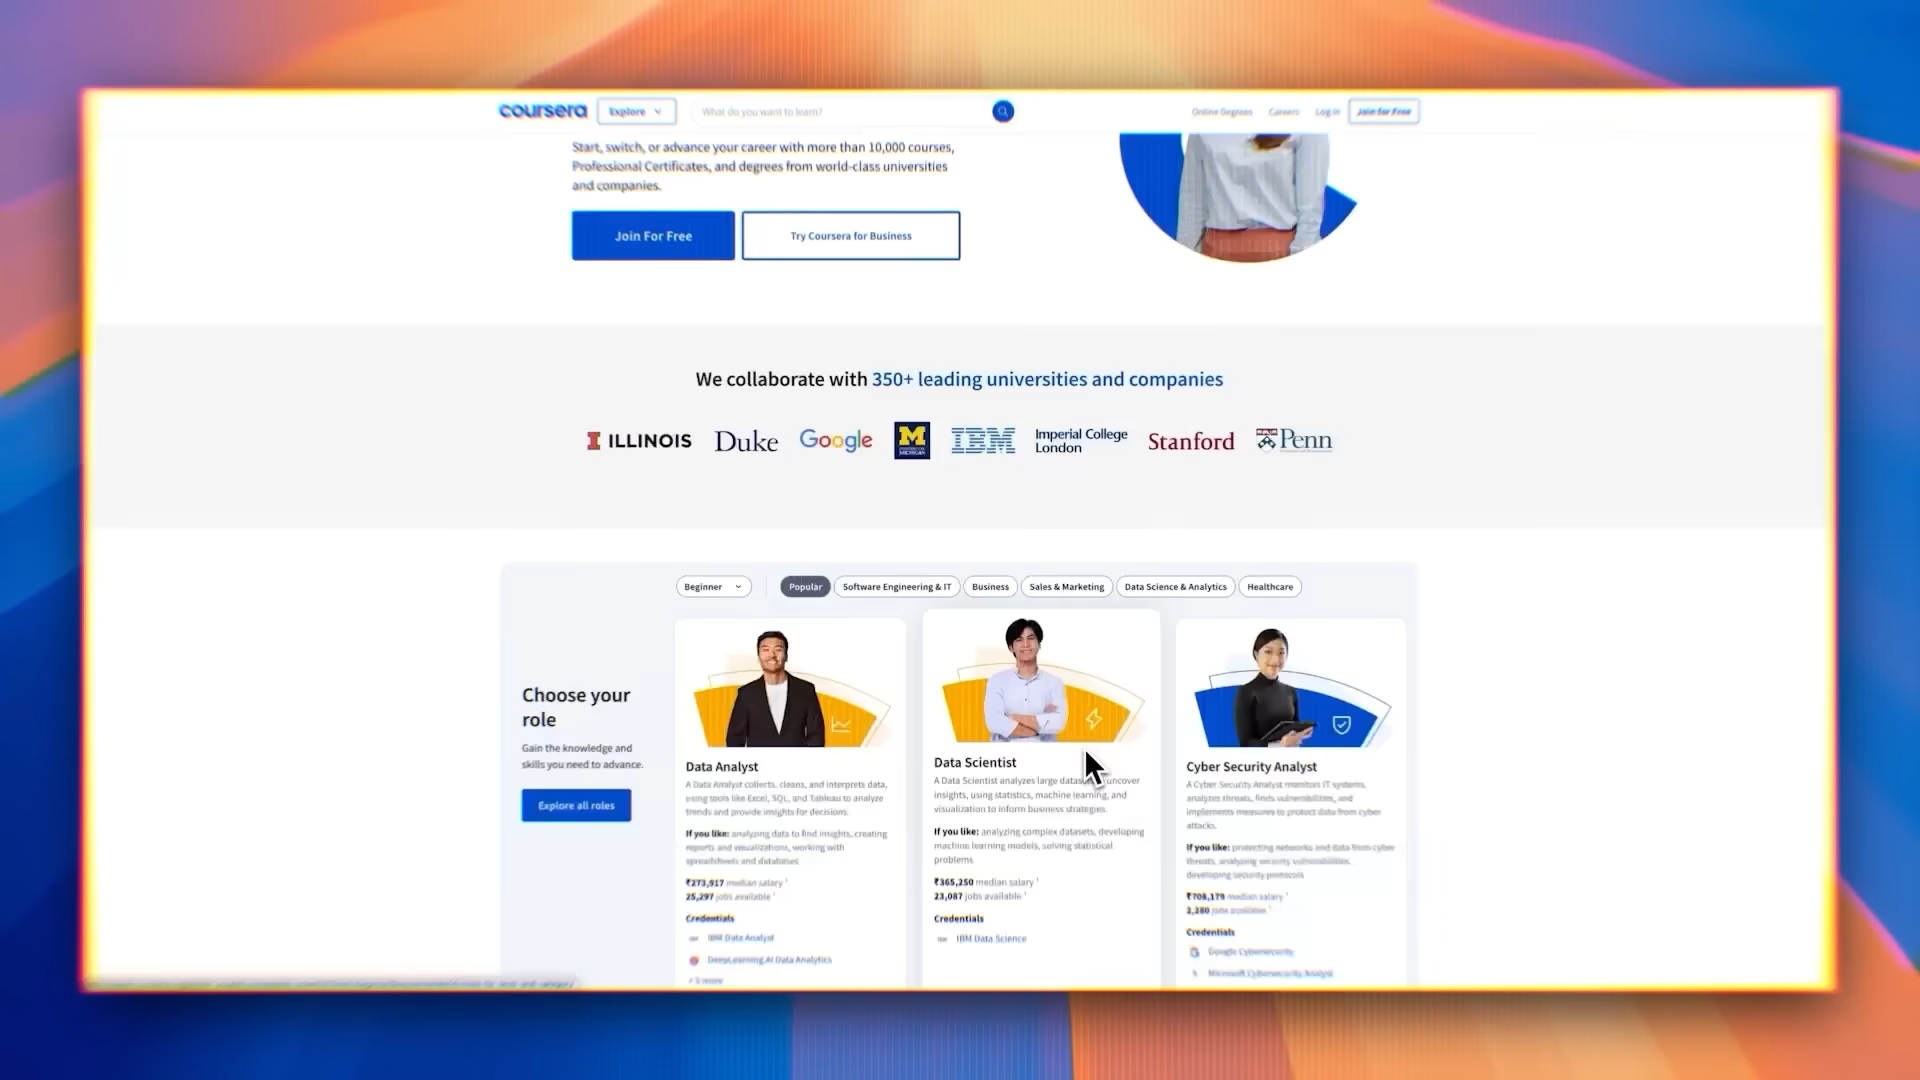 coursera
Explore
What do you want to learn?
Online Degrees
Careers
Log In
Join for Free
Start, switch, or advance your career with more than 10,000 courses,
Professional Certificates, and degrees from world-class universities
and companies.
Join For Free
Try Coursera for Business
We collaborate with 350+ leading universities and companies
ILLINOIS
Duke
Google
M
IBM
Imperial College
London
Stanford
Penn
Beginner
Popular
Software Engineering & IT
Business
Sales & Marketing
Data Science & Analytics
Healthcare
Choose your
role
Gain the knowledge and
skills you need to advance.
Explore all roles
Data Analyst
A Data Analyst collects, cleans, and interprets data,
using tools like Excel, SQL, and Tableau to analyze
trends and provide insights for decisions.
If you like: analyzing data to find insights, creating
reports and visualizations, working with
spreadsheets and databases
₹273,917 median salary ¹
25,297 jobs available ¹
Credentials
IBM Data Analyst
DeepLearning.AI Data Analytics
Data Scientist
A Data Scientist analyzes large uncover
insights, using statistics, machine learning, and
visualization to inform business strategies.
If you like: analyzing complex datasets, developing
machine learning models, solving statistical
problems
₹365,250 median salary ¹
23,087 jobs available ¹
Credentials
IBM Data Science
Cyber Security Analyst
A Cyber Security Analyst monitors IT systems,
analyzes threats, finds vulnerabilities, and
implements measures to protect data from cyber
attacks.
If you like: protecting networks and data from cyber
threats, analyzing security vulnerabilities,
developing security protocols
₹708,179 median salary ¹
2,280 jobs available ¹
Credentials
Google Cybersecurity
Microsoft Cybersecurity Analyst